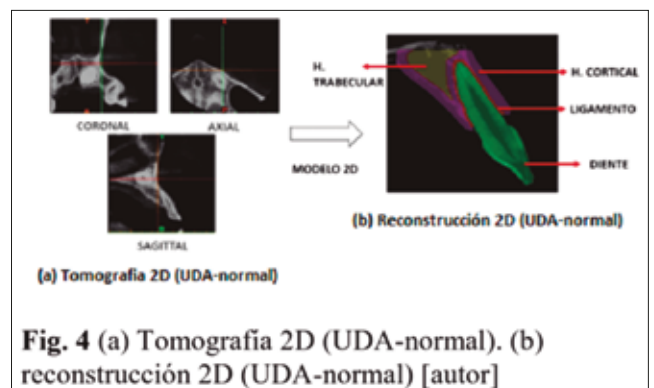 CORONAL
AXIAL
SAGITTAL
(a) Tomografia 2D (UDA-normal)
MODELO 2D
H.
TRABECULAR
H. CORTICAL
LIGAMENTO
DIENTE
(b) Reconstrucción 2D (UDA-normal)
Fig. 4 (a) Tomografía 2D (UDA-normal). (b)
reconstrucción 2D (UDA-normal) [autor]